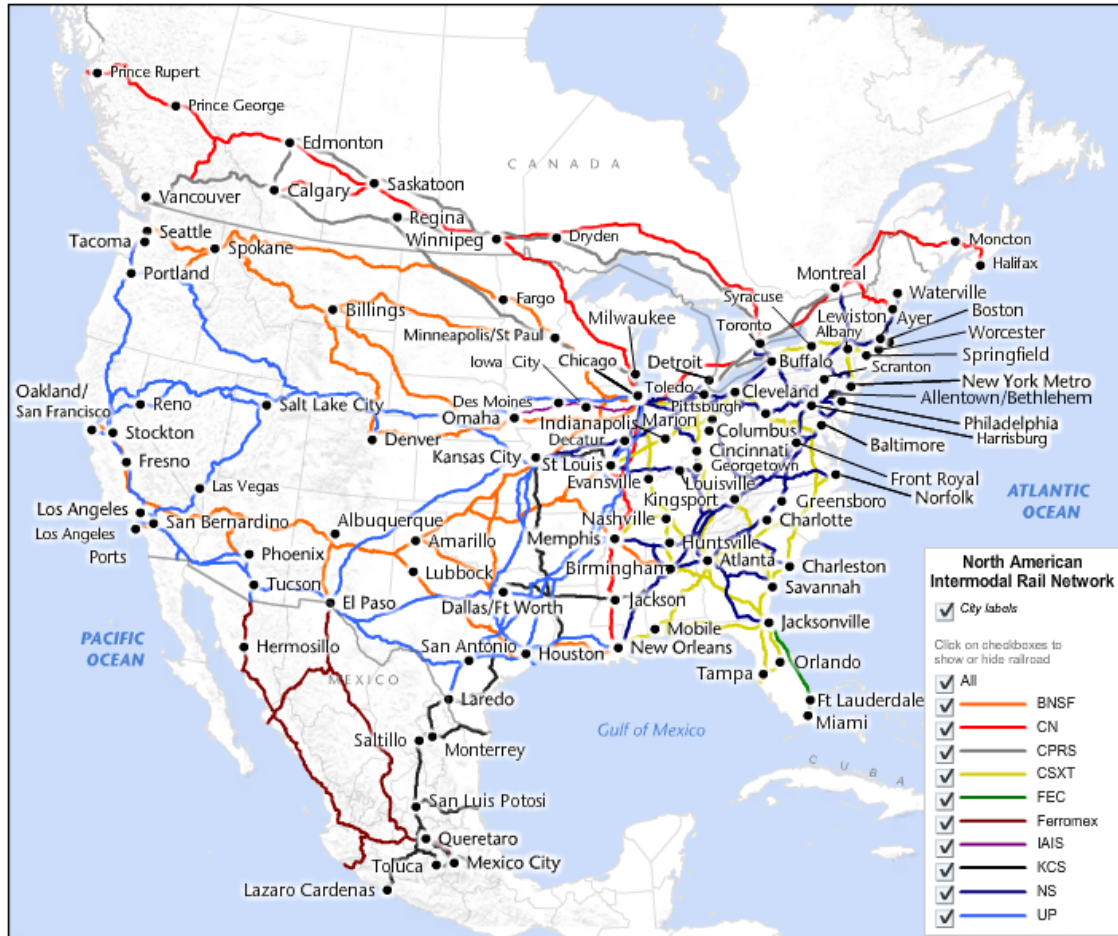 Prince Rupert
Prince George
Edmonton
CANADA
Vancouver
Calgary
Saskatoon
Regina
Winnipeg
Dryden
Seattle
Tacoma
Spokane
Portland
Moncton
Halifax
Montreal
Fargo
Billings
Minneapolis/St Paul
Milwaukee
Syracuse
Toronto
Lewiston
Albany
Waterville
Ayer
Boston
Worcester
Springfield
Iowa City
Chicago
Detroit
Buffalo
Scranton
Oakland/
San Francisco
Reno
Salt Lake City
Des Moines
Omaha
Toledo
Cleveland
New York Metro
Allentown/Bethlehem
Stockton
Denver
Indianapolis
Marion
Pittsburgh
Philadelphia
Harrisburg
Decatur
Columbus
Baltimore
Fresno
Kansas City
St Louis
Cincinnati
Georgetown
Front Royal
Las Vegas
Evansville
Louisville
Norfolk
Los Angeles
San Bernardino
Kingsport
Greensboro
ATLANTIC
OCEAN
Los Angeles
Ports
Albuquerque
Amarillo
Nashville
Charlotte
Memphis
Huntsville
Phoenix
Lubbock
Birmingham
Atlanta
Charleston
Tucson
El Paso
Dallas/Ft Worth
Jackson
Savannah
PACIFIC
OCEAN
Hermosillo
San Antonio
Houston
Mobile
New Orleans
Jacksonville
MEXICO
Tampa
Orlando
Laredo
Ft Lauderdale
Miami
Saltillo
Monterrey
Gulf of Mexico
CUBA
San Luis Potosi
Queretaro
Toluca
Mexico City
Lazaro Cardenas
North American
Intermodal Rail Network
City labels
Click on checkboxes to
show or hide railroad
All
BNSF
CN
CPRS
CSXT
FEC
Ferromex
IAIS
KCS
NS
UP